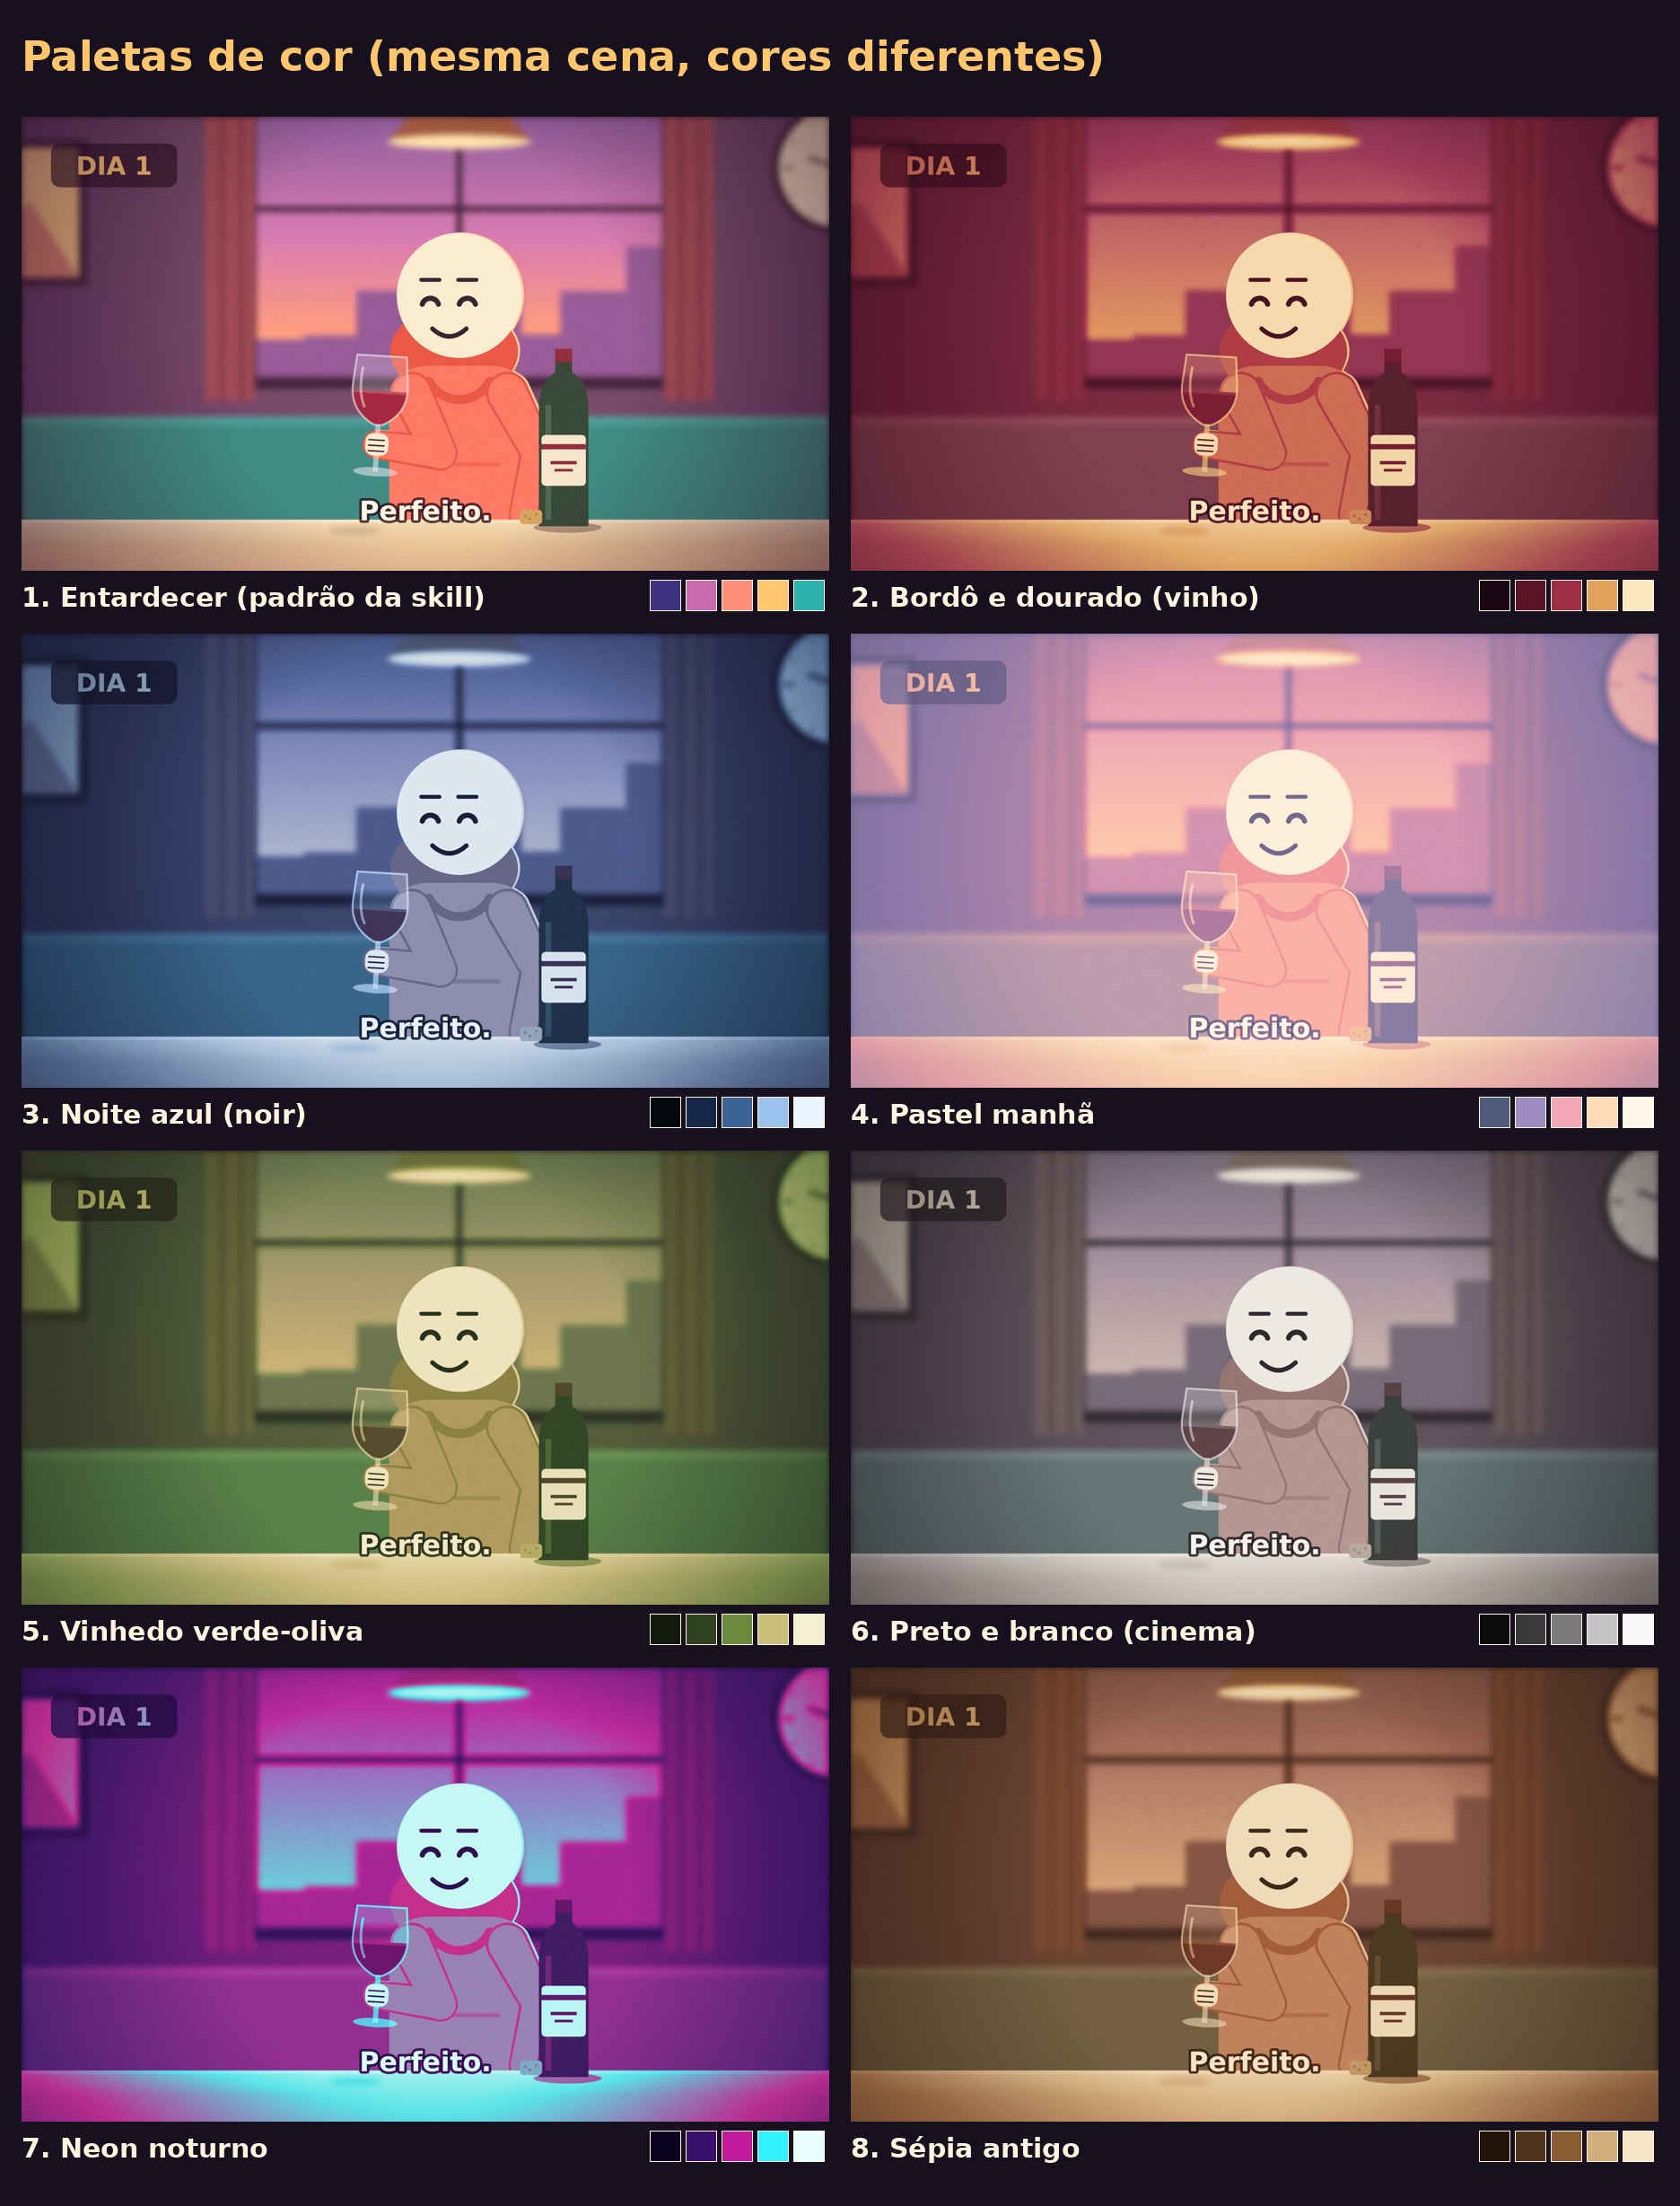 Paletas de cor (mesma cena, cores diferentes)
DIA 1
DIA 1
Perfeito.
Perfeito.
1. Entardecer (padrão da skill)
2. Bordô e dourado (vinho)
DIA 1
DIA 1
Perfeito.
Perfeito.
3. Noite azul (noir)
4. Pastel manhã
DIA 1
DIA 1
Perfeito.
Perfeito.
5. Vinhedo verde-oliva
6. Preto e branco (cinema)
DIA 1
DIA 1
Perfeito.
Perfeito.
7. Neon noturno
8. Sépia antigo